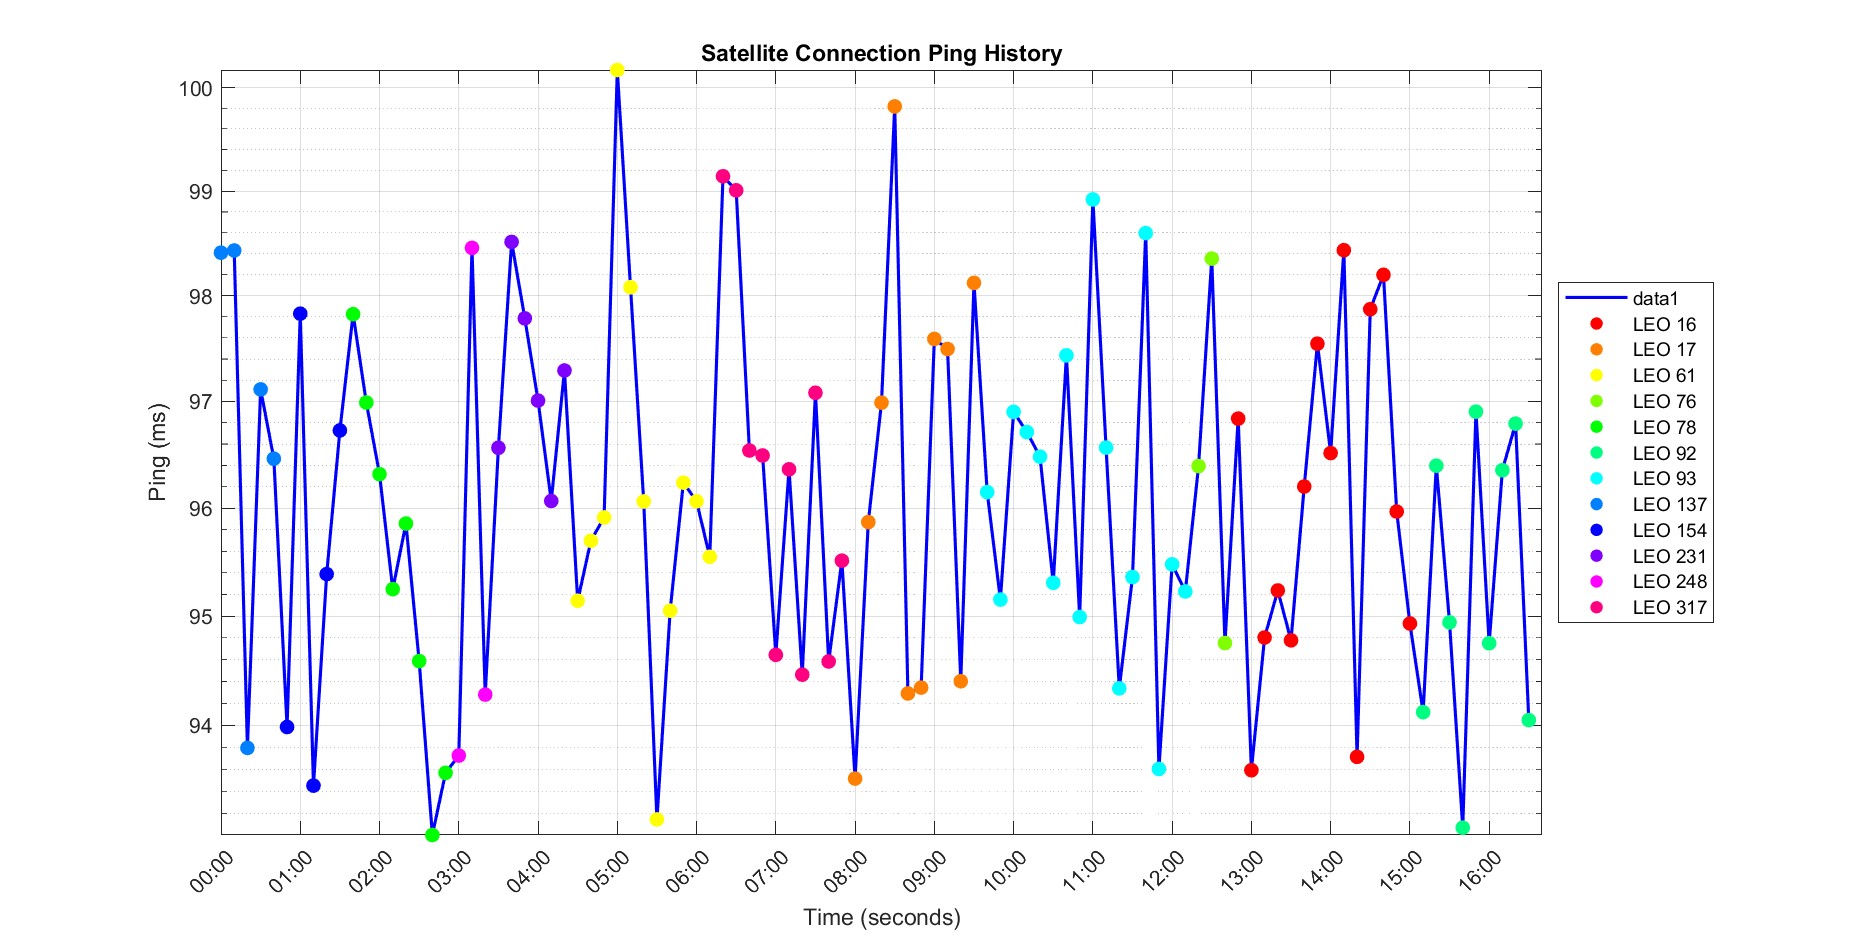 Satellite Connection Ping History
100
99
98
97
96
95
94
Ping (ms)
00:00
01:00
02:00
03:00
04:00
05:00
06:00
07:00
08:00
09:00
10:00
11:00
12:00
13:00
14:00
15:00
16:00
Time (seconds)
data1
LEO 16
LEO 17
LEO 61
LEO 76
LEO 78
LEO 92
LEO 93
LEO 137
LEO 154
LEO 231
LEO 248
LEO 317